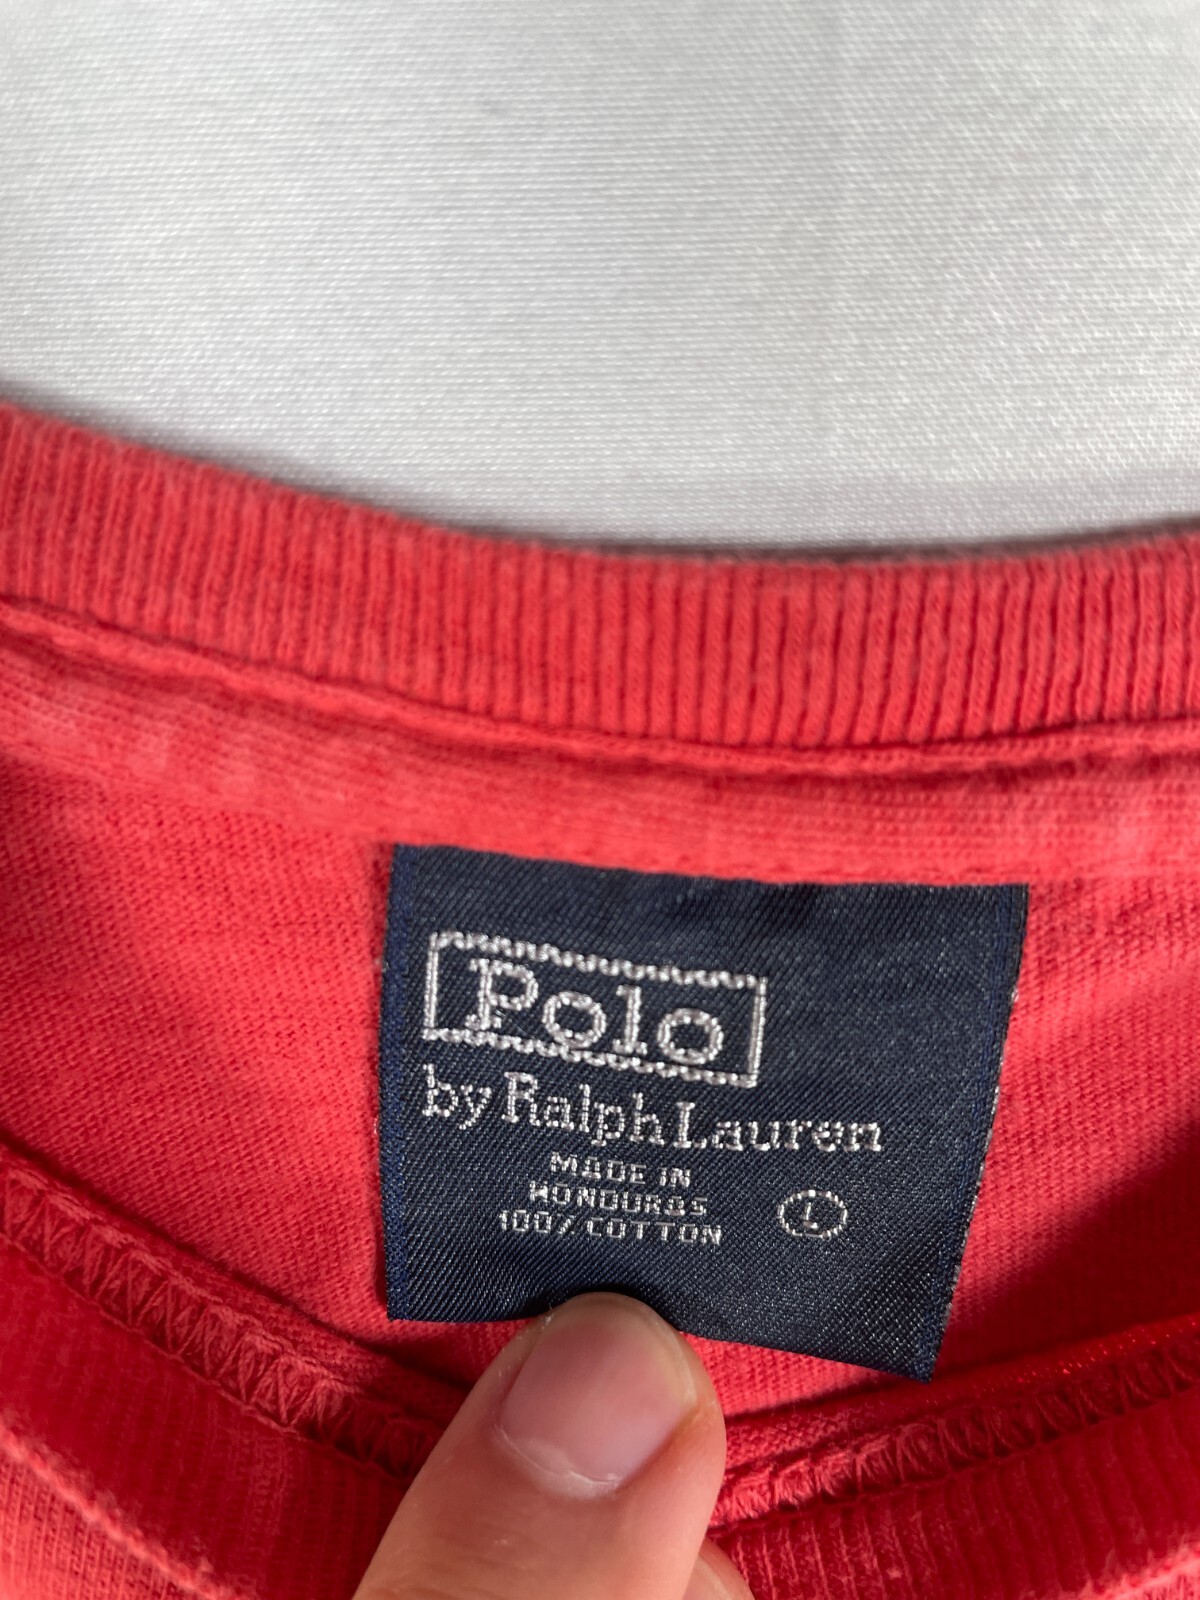 Polo
by Ralph Lauren
MADE IN
HONDURAS
100% COTTON
L